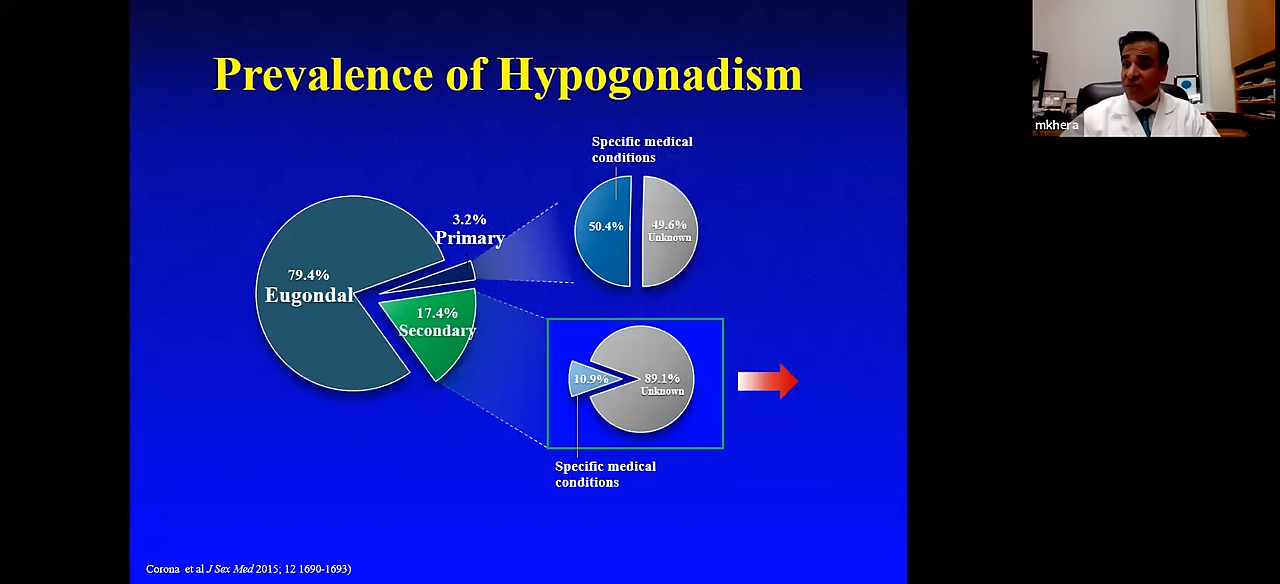 Prevalence of Hypogonadism
mkhera
Specific medical
conditions
3.2%
Primary
50.4%
49.6%
Unknown
79.4%
Eugondal
17.4%
Secondary
10.9%
89.1%
Unknown
Specific medical
conditions
Corona et al J Sex Med 2015; 12 1690-1693)